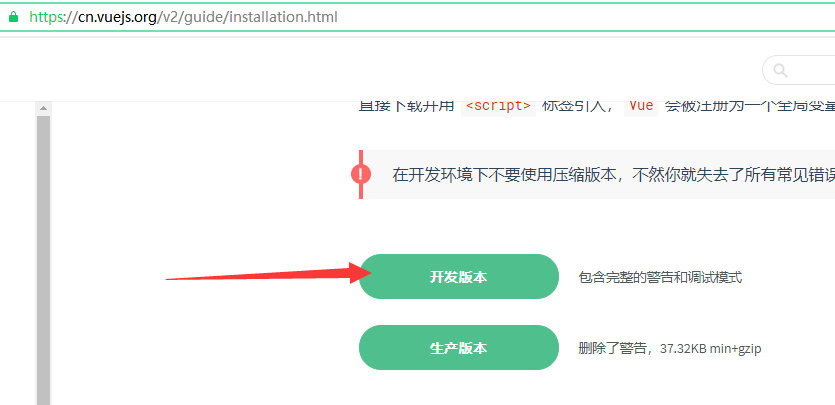 https://cn.vuejs.org/v2/guide/installation.html
直接下载并用 <script> 标签引入，Vue 会被注册为一个全局变量
在开发环境下不要使用压缩版本，不然你就失去了所有常见错误
开发版本 包含完整的警告和调试模式
生产版本 删除了警告，37.32KB min+gzip